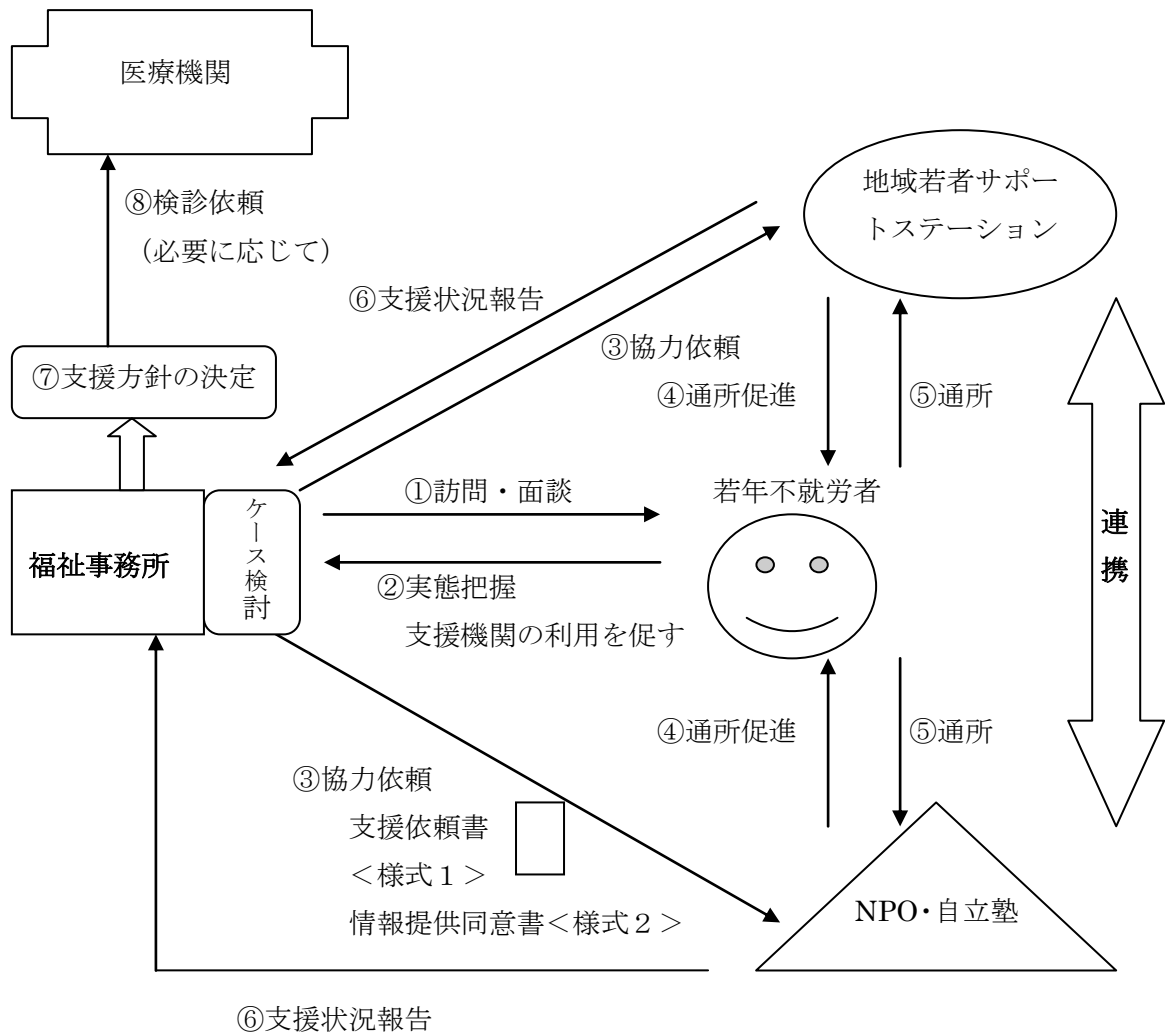 医療機関
⑧検診依頼
（必要に応じて）
地域若者サポー
トステーション
⑥支援状況報告
③協力依頼
④通所促進
⑤通所
⑦支援方針の決定
①訪問・面談
若年不就労者
ケース検討
福祉事務所
連携
②実態把握
支援機関の利用を促す
④通所促進
⑤通所
③協力依頼
支援依頼書
＜様式１＞
情報提供同意書＜様式２＞
NPO・自立塾
⑥支援状況報告